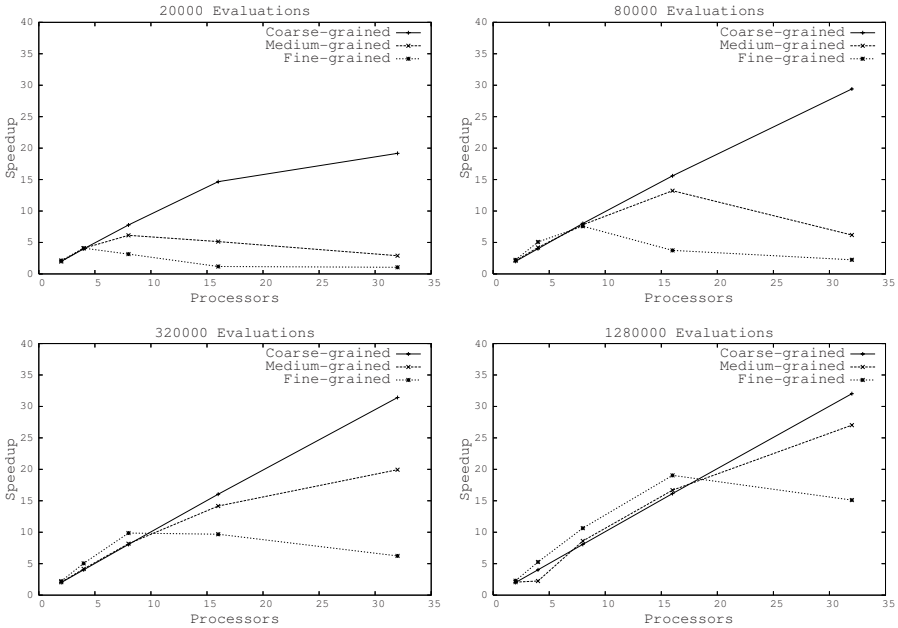 20000 Evaluations
40
35
30
25
20
15
10
5
0
Speedup
Coarse-grained
Medium-grained
Fine-grained
0 5 10 15 20 25 30 35
Processors
80000 Evaluations
40
35
30
25
20
15
10
5
0
Speedup
Coarse-grained
Medium-grained
Fine-grained
0 5 10 15 20 25 30 35
Processors
320000 Evaluations
40
35
30
25
20
15
10
5
0
Speedup
Coarse-grained
Medium-grained
Fine-grained
0 5 10 15 20 25 30 35
Processors
1280000 Evaluations
40
35
30
25
20
15
10
5
0
Speedup
Coarse-grained
Medium-grained
Fine-grained
0 5 10 15 20 25 30 35
Processors